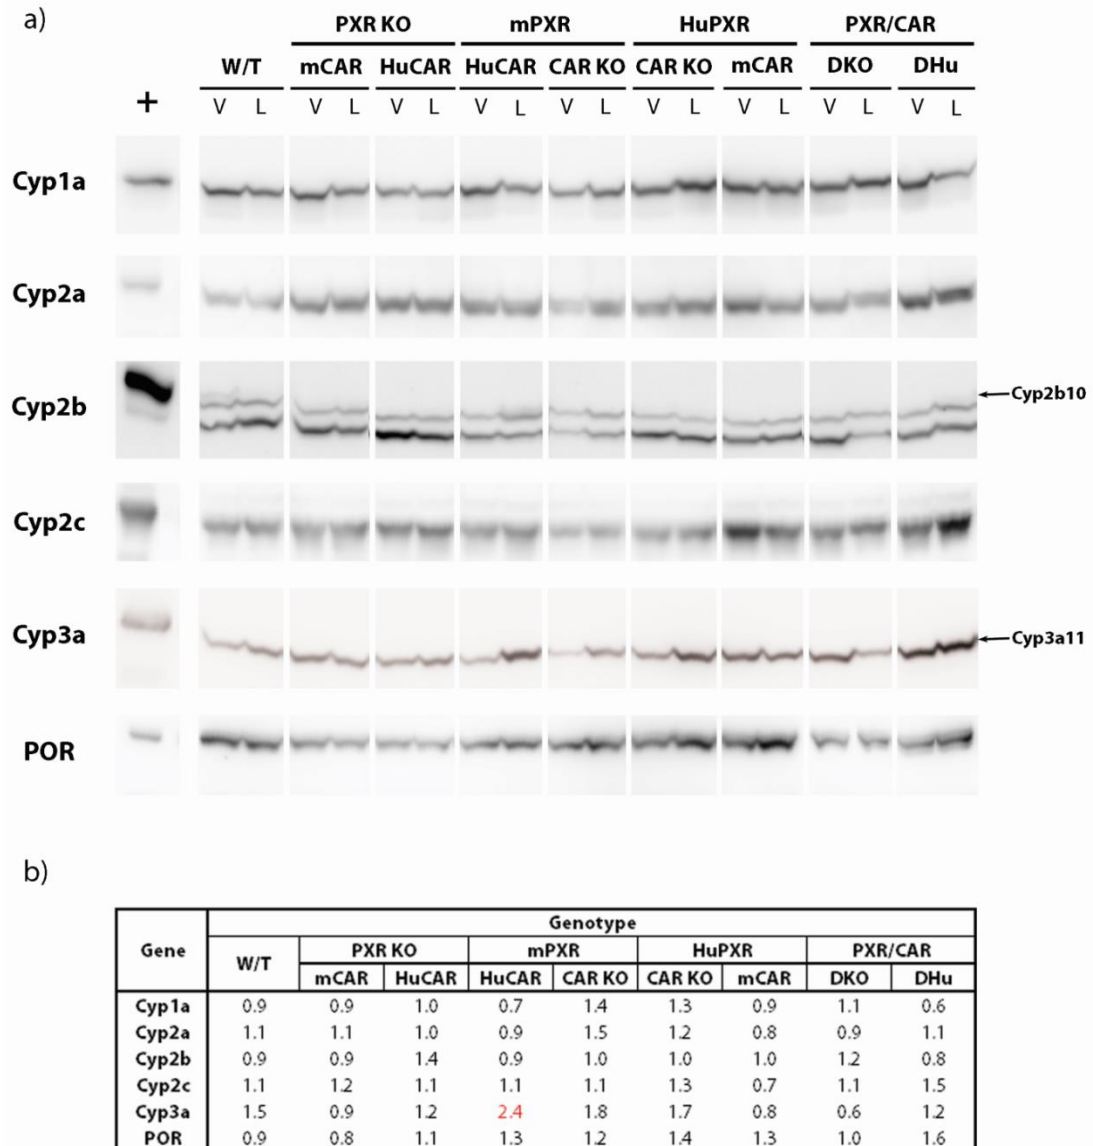 a)
PXR KO mPXR HuPXR PXR/CAR
W/T mCAR HuCAR HuCAR CAR KO CAR KO mCAR DKO DHu
+ V L V L V L V L V L V L V L V L V L
Cyp1a
Cyp2a
Cyp2b Cyp2b10
Cyp2c
Cyp3a Cyp3a11
POR
b)
Gene Genotype
W/T PXR KO mPXR HuPXR PXR/CAR
mCAR HuCAR HuCAR CAR KO CAR KO mCAR DKO DHu
Cyp1a 0.9 0.9 1.0 0.7 1.4 1.3 0.9 1.1 0.6
Cyp2a 1.1 1.1 1.0 0.9 1.5 1.2 0.8 0.9 1.1
Cyp2b 0.9 0.9 1.4 0.9 1.0 1.0 1.0 1.2 0.8
Cyp2c 1.1 1.2 1.1 1.1 1.1 1.3 0.7 1.1 1.5
Cyp3a 1.5 0.9 1.2 2.4 1.8 1.7 0.8 0.6 1.2
POR 0.9 0.8 1.1 1.3 1.2 1.4 1.3 1.0 1.6